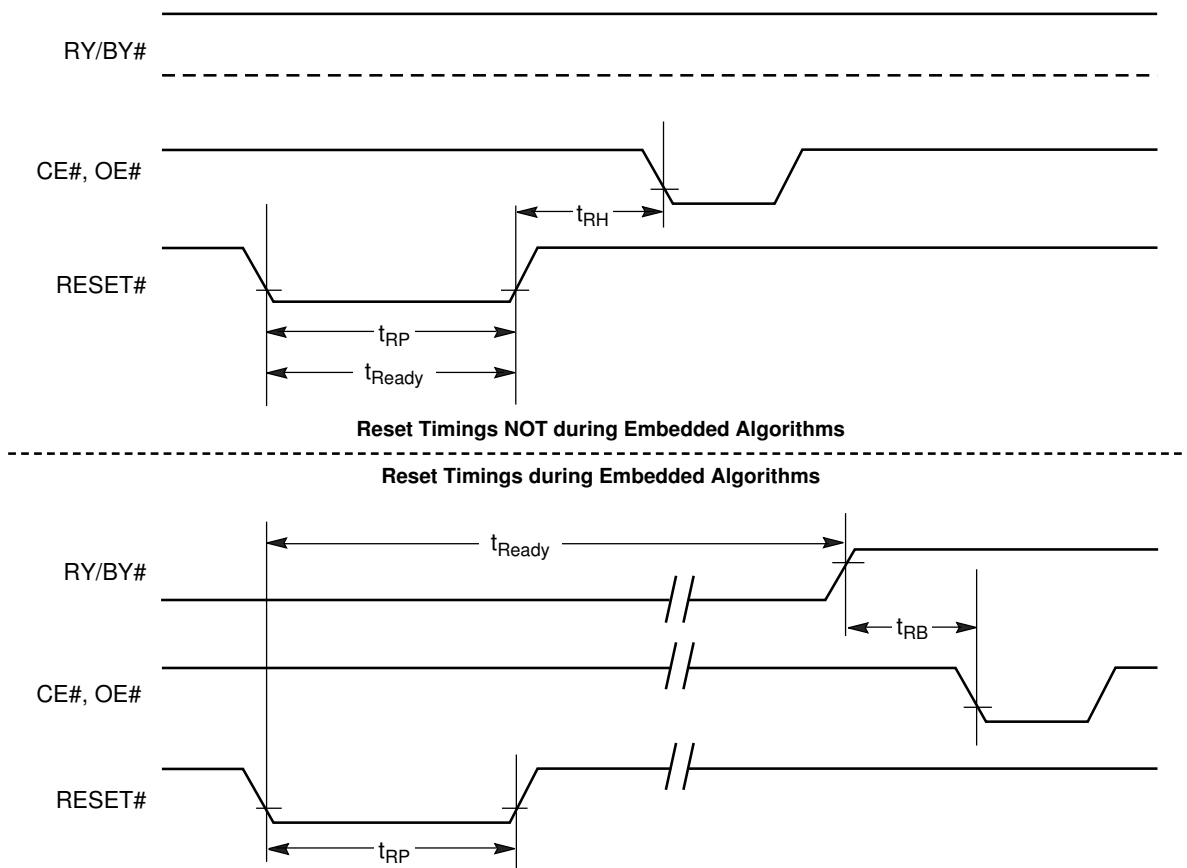 RY/BY#
CE#, OE#
tRH
RESET#
tRP
tReady
Reset Timings NOT during Embedded Algorithms
Reset Timings during Embedded Algorithms
tReady
RY/BY#
tRB
CE#, OE#
RESET#
tRP